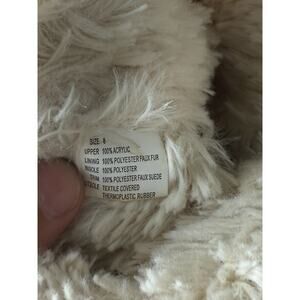 SIZE: 8
UPPER 100% ACRYLIC
LINING 100% POLYESTER FAUX FUR
INSOLE 100% POLYESTER
TRIM 100% POLYESTER FAUX SUEDE
TEXTILE COVERED
THERMOPLASTIC RUBBER